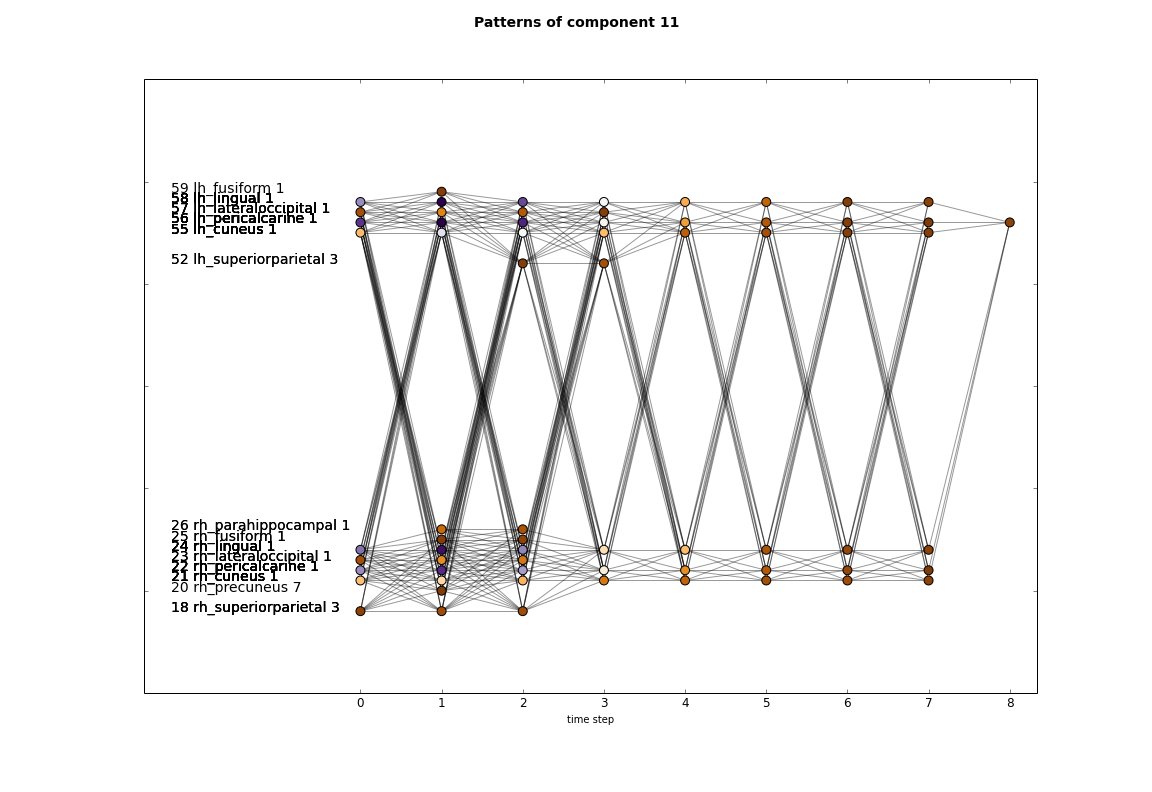 Patterns of component 11
59 lh_fusiform 1
58 lh_lingual 1
57 lh_lateraloccipital 1
56 lh_pericalcarine 1
55 lh_cuneus 1
52 lh_superiorparietal 3
26 rh_parahippocampal 1
25 rh_fusiform 1
24 rh_lingual 1
23 rh_lateraloccipital 1
22 rh_pericalcarine 1
21 rh_cuneus 1
20 rh_precuneus 7
18 rh_superiorparietal 3
0 1 2 3 4 5 6 7 8
time step